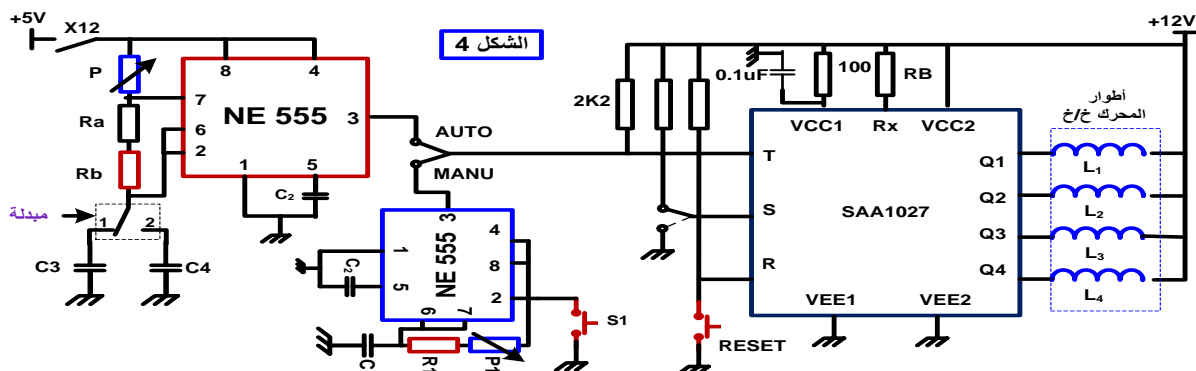 +5V
X12
الشكل 4
+12V
P
8
4
7
Ra
NE 555
3
6
2
Rb
1
5
C₂
مبدلة
1
2
C3
C4
AUTO
MANU
3
1
4
8
C₂
5
NE 555
2
6
7
C
R1
P1
S1
2K2
0.1uF
100
RB
VCC1
Rx
VCC2
T
S
R
SAA1027
Q1
Q2
Q3
Q4
VEE1
VEE2
RESET
أطوار
المحرك خ/خ
L₁
L₂
L₃
L₄